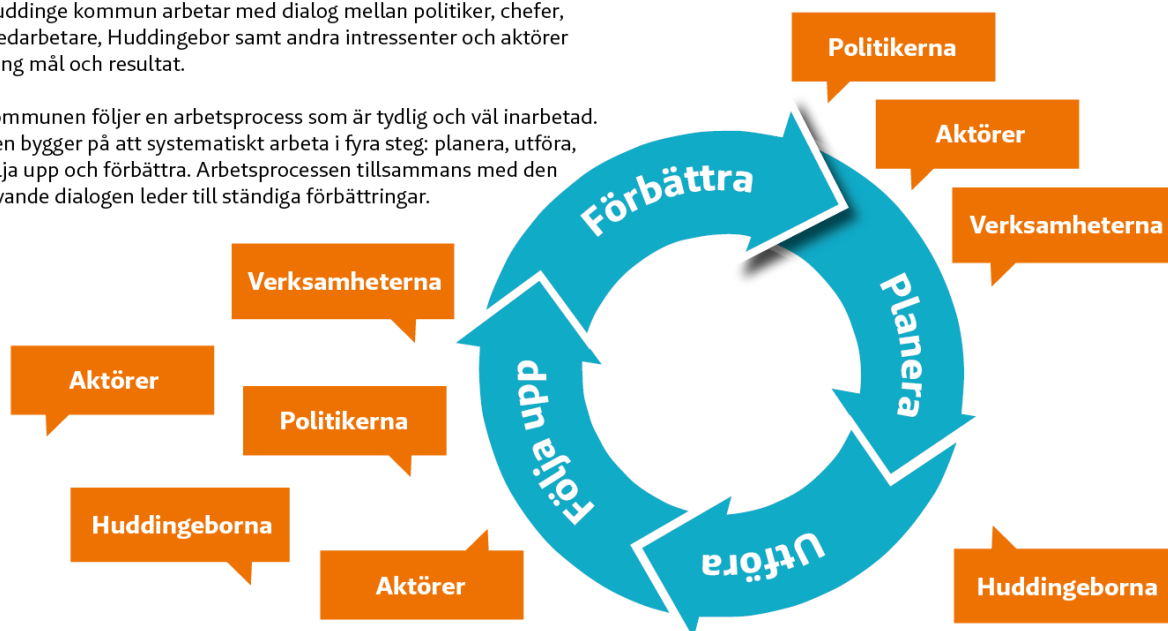 uddinge kommun arbetar med dialog mellan politiker, chefer,
edarbetare, Huddingebor samt andra intressenter och aktörer
ng mål och resultat.
ommunen följer en arbetsprocess som är tydlig och väl inarbetad.
en bygger på att systematiskt arbeta i fyra steg: planera, utföra,
lja upp och förbättra. Arbetsprocessen tillsammans med den
vande dialogen leder till ständiga förbättringar.
Politikerna
Aktörer
Verksamheterna
Förbättra
Planera
Utföra
Följa upp
Verksamheterna
Aktörer
Politikerna
Huddingeborna
Aktörer
Huddingeborna